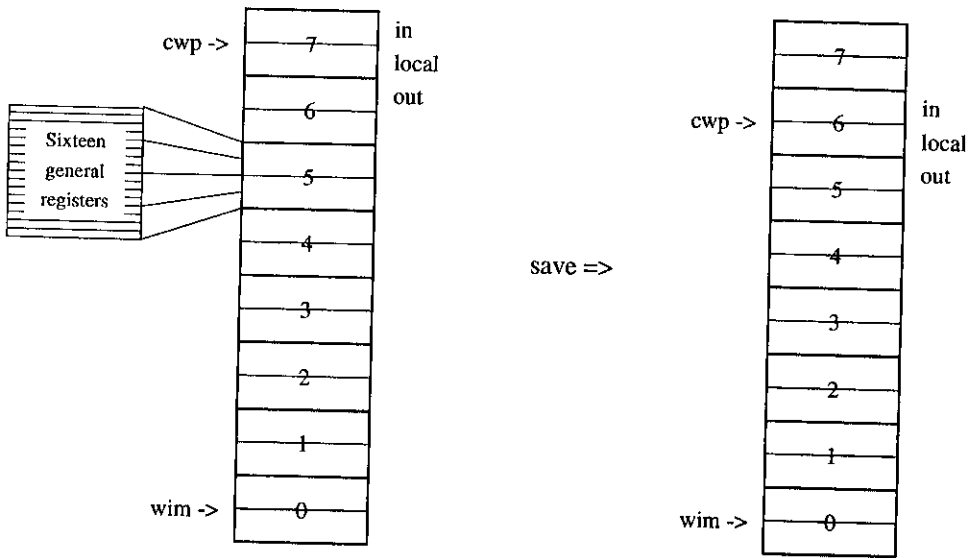 cwp ->
7
in
local
out
6
Sixteen
general
registers
5
4
3
2
1
wim ->
0
save =>
7
cwp ->
6
in
local
out
5
4
3
2
1
wim ->
0